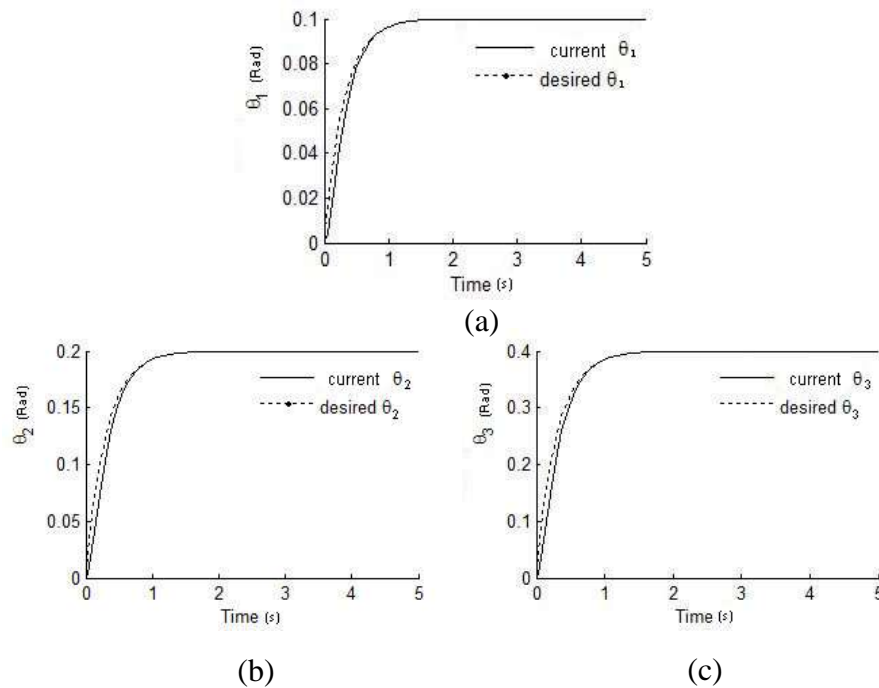 0.1
0.08
0.06
0.04
0.02
0
θ1 (Rad)
current θ1
desired θ1
0 1 2 3 4 5
Time (s)
(a)
0.2
0.15
0.1
0.05
0
θ2 (Rad)
current θ2
desired θ2
0 1 2 3 4 5
Time (s)
(b)
0.4
0.3
0.2
0.1
0
θ3 (Rad)
current θ3
desired θ3
0 1 2 3 4 5
Time (s)
(c)